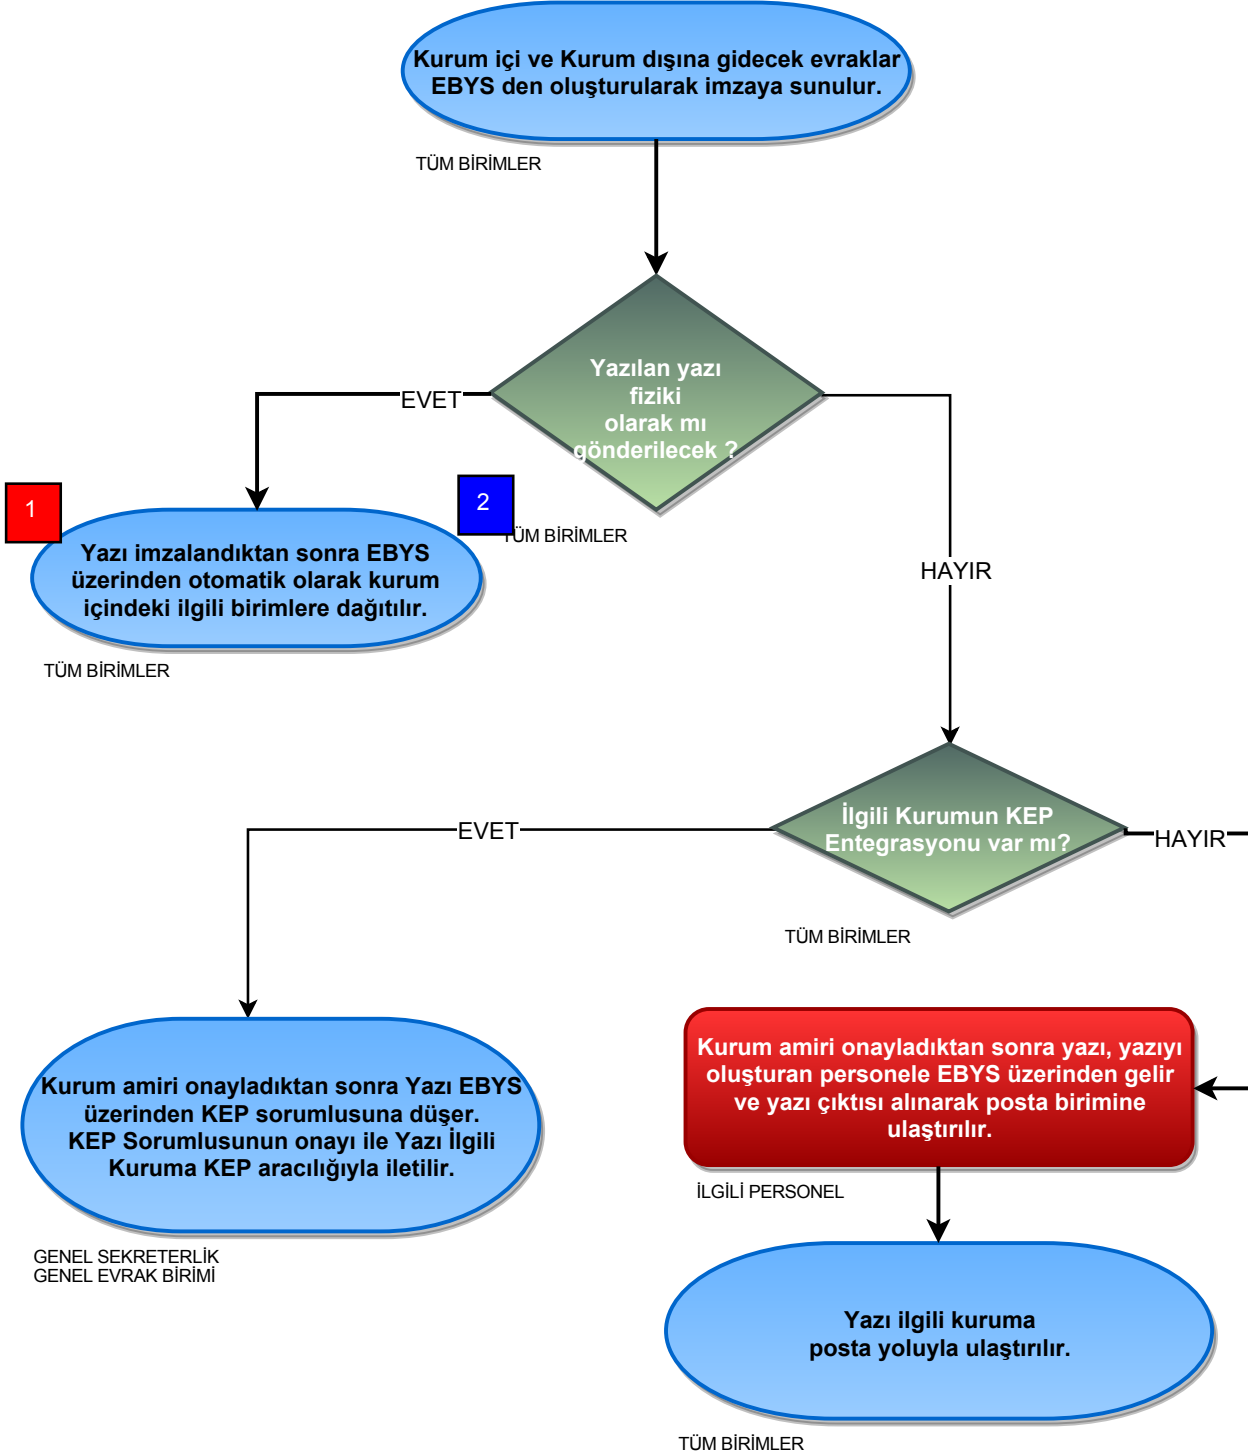 Kurum içi ve Kurum dışına gidecek evraklar
EBYS den oluşturularak imzaya sunulur.
TÜM BİRİMLER
Yazılan yazı
fiziki
olarak mı
gönderilecek ?
EVET
1
2
TÜM BİRİMLER
Yazı imzalandıktan sonra EBYS
üzerinden otomatik olarak kurum
içindeki ilgili birimlere dağıtılır.
HAYIR
TÜM BİRİMLER
İlgili Kurumun KEP
Entegrasyonu var mı?
EVET
HAYIR
TÜM BİRİMLER
Kurum amiri onayladıktan sonra yazı, yazıyı
oluşturan personele EBYS üzerinden gelir
ve yazı çıktısı alınarak posta birimine
ulaştırılır.
Kurum amiri onayladıktan sonra Yazı EBYS
üzerinden KEP sorumlusuna düşer.
KEP Sorumlusunun onayı ile Yazı İlgili
Kuruma KEP aracılığıyla iletilir.
İLGİLİ PERSONEL
GENEL SEKRETERLİK
GENEL EVRAK BİRİMİ
Yazı ilgili kuruma
posta yoluyla ulaştırılır.
TÜM BİRİMLER